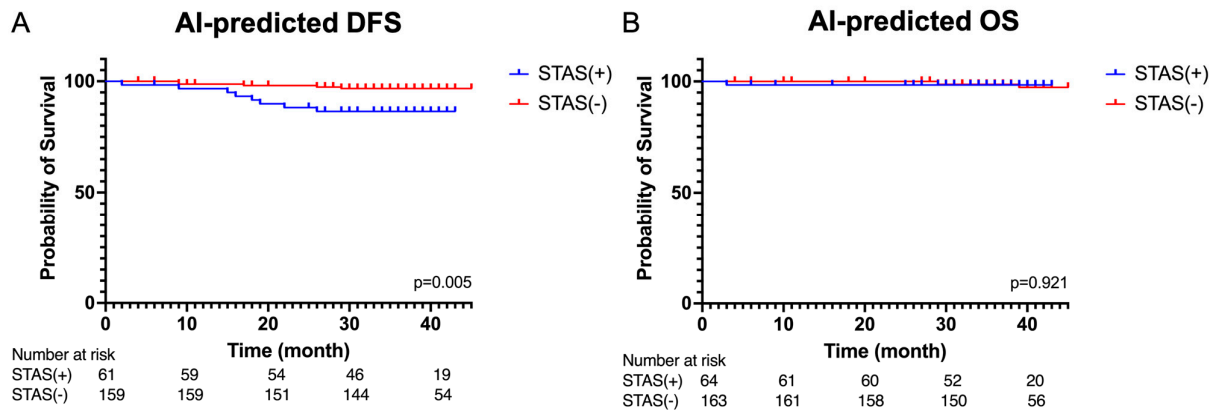 A
AI-predicted DFS
Probability of Survival
100
50
0
0 10 20 30 40
Time (month)
STAS(+)
STAS(-)
p=0.005
Number at risk
STAS(+) 61 59 54 46 19
STAS(-) 159 159 151 144 54
B
AI-predicted OS
Probability of Survival
100
50
0
0 10 20 30 40
Time (month)
STAS(+)
STAS(-)
p=0.921
Number at risk
STAS(+) 64 61 60 52 20
STAS(-) 163 161 158 150 56